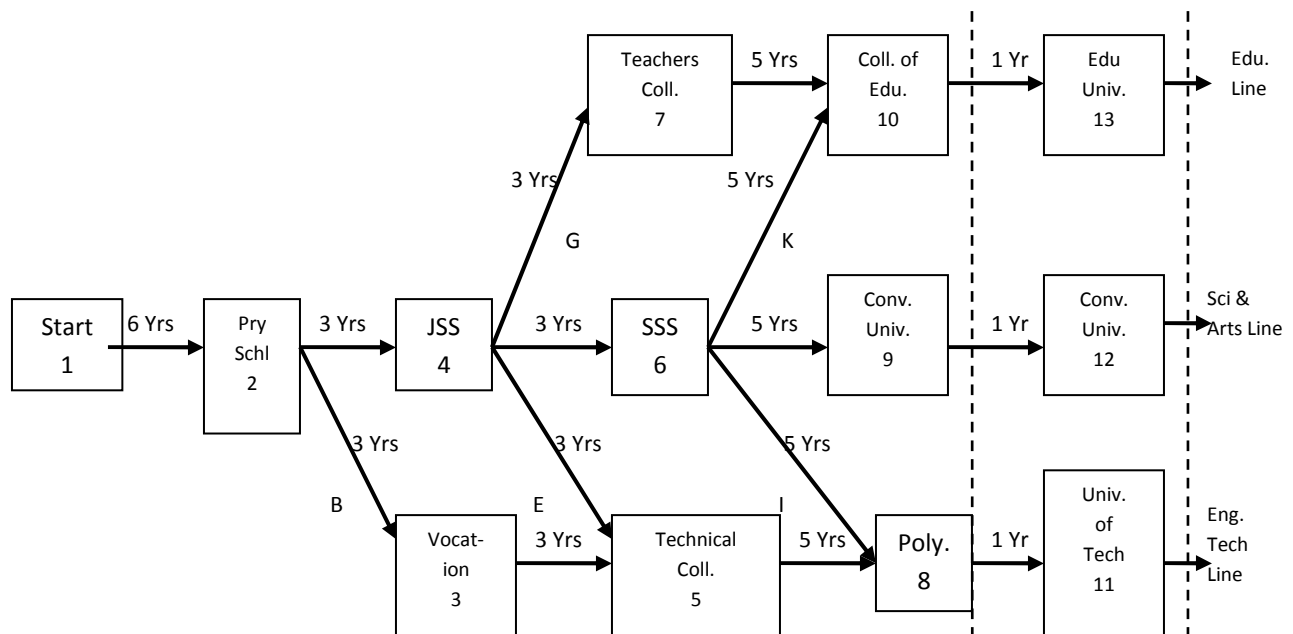 Teachers
Coll.
7
5 Yrs
Coll. of
Edu.
10
1 Yr
Edu
Univ.
13
Edu.
Line
3 Yrs
5 Yrs
G
K
Start
1
6 Yrs
Pry
Schl
2
3 Yrs
JSS
4
3 Yrs
SSS
6
5 Yrs
Conv.
Univ.
9
1 Yr
Conv.
Univ.
12
Sci &
Arts Line
3 Yrs
3 Yrs
5 Yrs
B
E
I
Vocat-
ion
3
3 Yrs
Technical
Coll.
5
5 Yrs
Poly.
8
1 Yr
Univ.
of
Tech
11
Eng.
Tech
Line